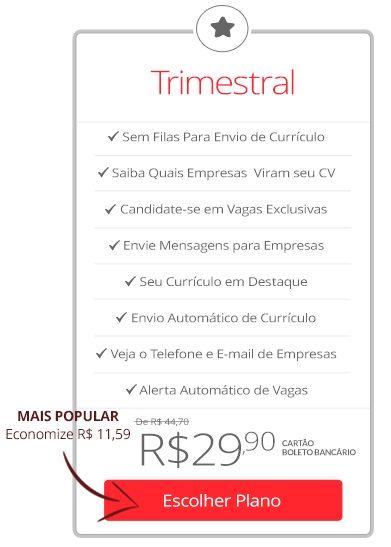 Trimestral
Sem Filas Para Envio de Currículo
Saiba Quais Empresas Viram seu CV
Candidate-se em Vagas Exclusivas
Envie Mensagens para Empresas
Seu Currículo em Destaque
Envio Automático de Currículo
Veja o Telefone e E-mail de Empresas
Alerta Automático de Vagas
MAIS POPULAR
Economize R$ 11,59
De R$ 44,70
R$29,90
CARTÃO
BOLETO BANCÁRIO
Escolher Plano